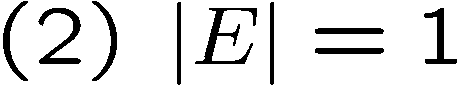 (2) |E| = 1